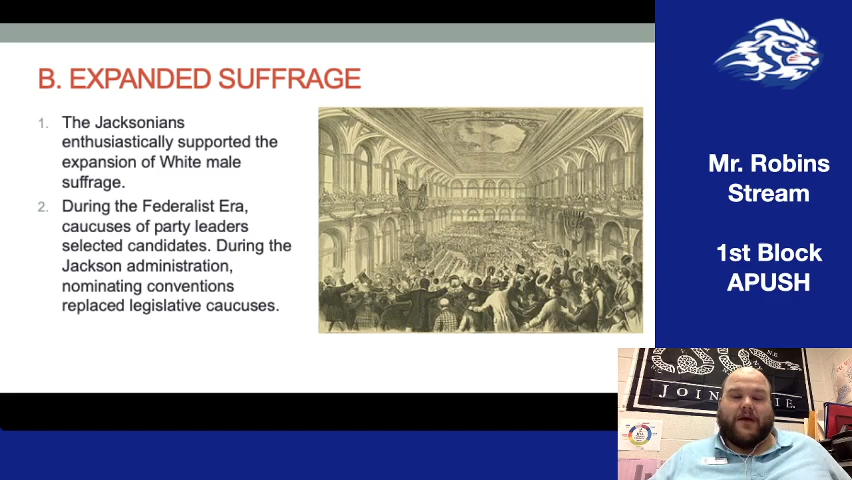 B. EXPANDED SUFFRAGE
1. The Jacksonians
enthusiastically supported the
expansion of White male
suffrage.
2. During the Federalist Era,
caucuses of party leaders
selected candidates. During the
Jackson administration,
nominating conventions
replaced legislative caucuses.
Mr. Robins
Stream
1st Block
APUSH
JOIN IE.